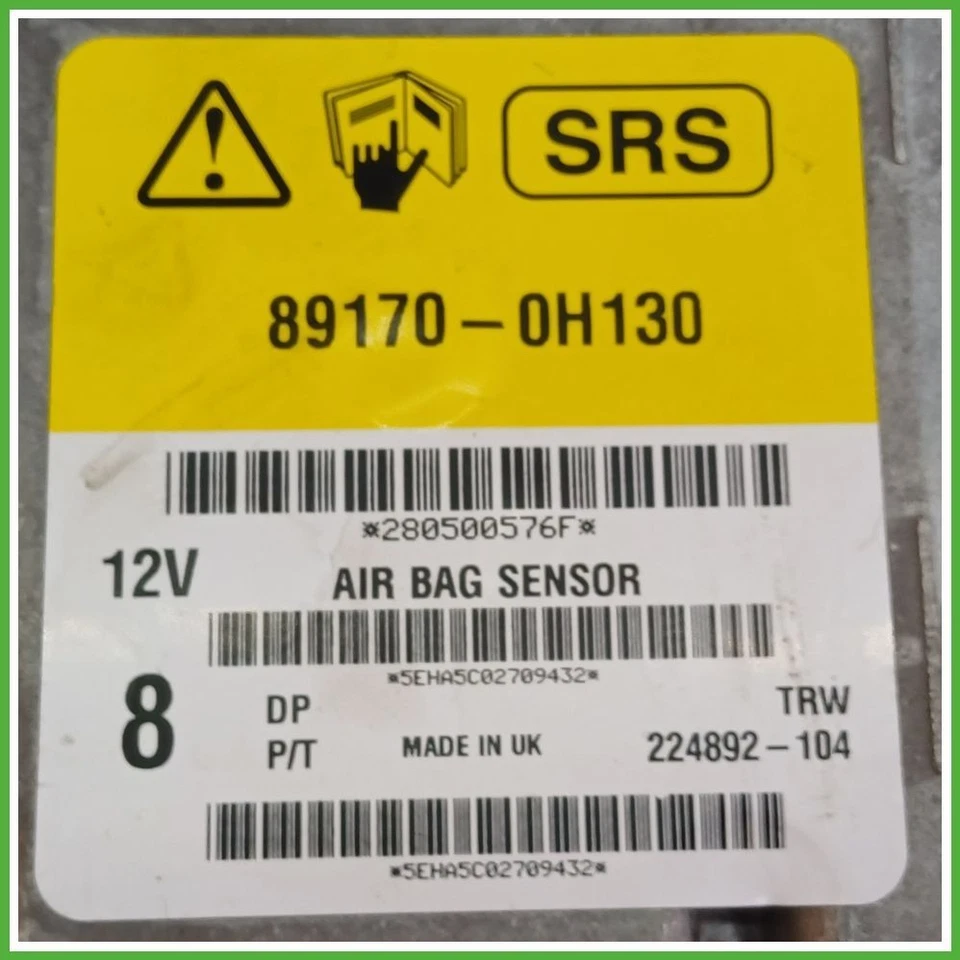 SRS
89170-0H130
*280500576F*
12V AIR BAG SENSOR
*5EHA5C02709432*
8 DP TRW
P/T MADE IN UK 224892-104
*5EHA5C02709432*